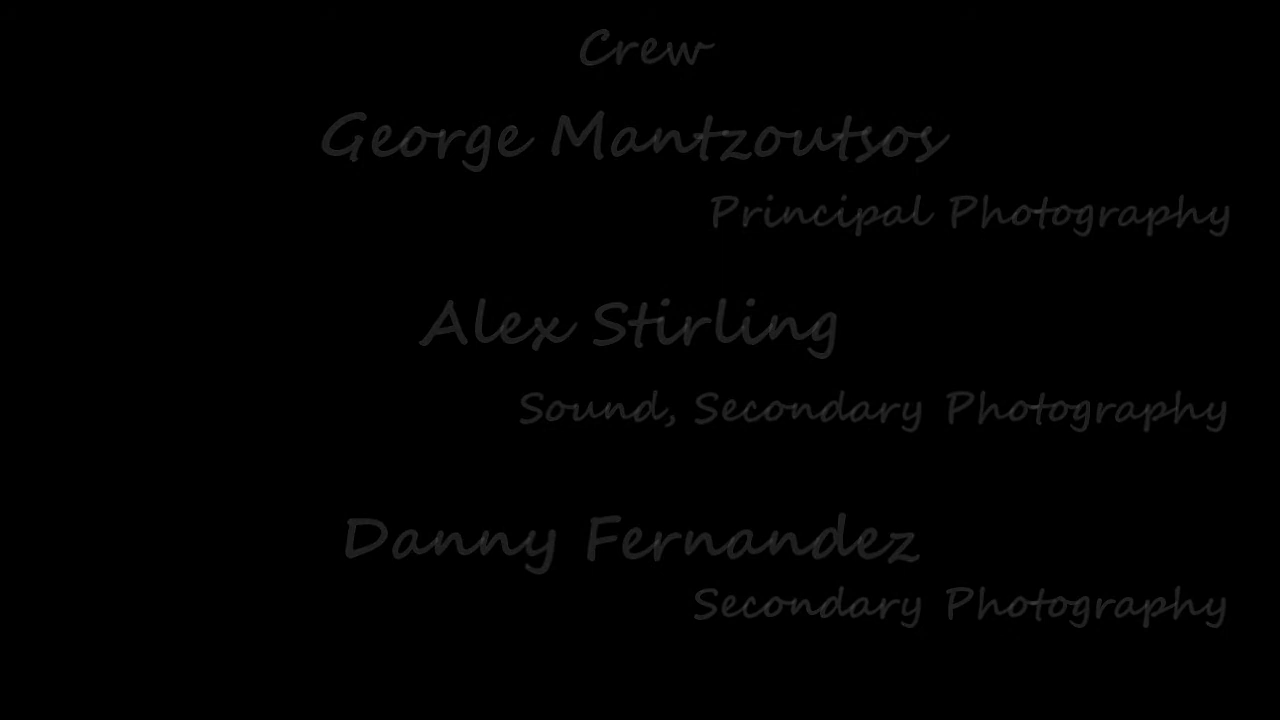 Crew
George Mantzoutsos
Principal Photography
Alex Stirling
Sound, Secondary Photography
Danny Fernandez
Secondary Photography